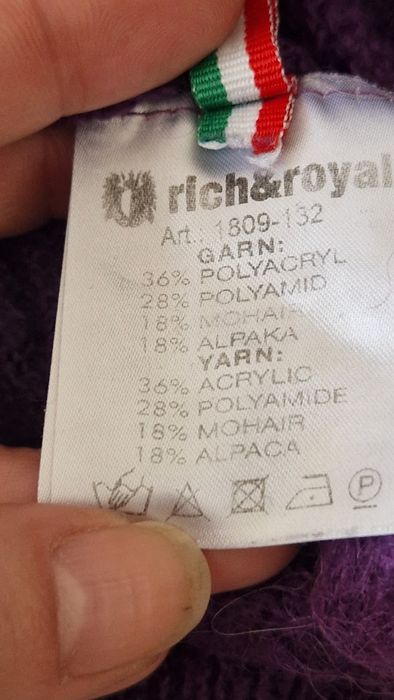 rich&royal
Art.: 1809-132
GARN:
36% POLYACRYL
28% POLYAMID
18% MOHAIR
18% ALPAKA
YARN:
36% ACRYLIC
28% POLYAMIDE
18% MOHAIR
18% ALPACA
P